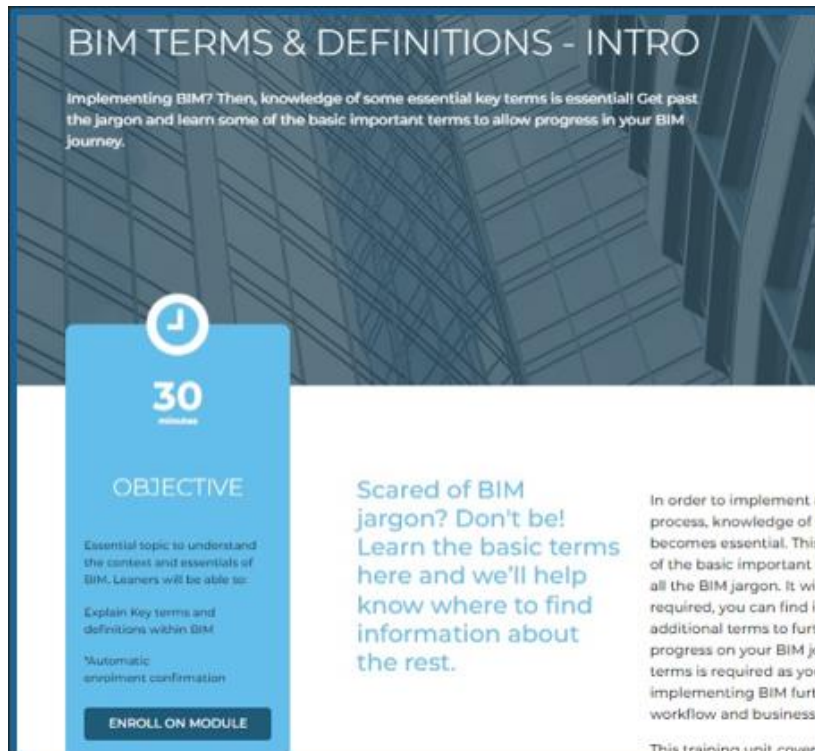 BIM TERMS & DEFINITIONS - INTRO
Implementing BIM? Then, knowledge of some essential key terms is essential! Get past
the jargon and learn some of the basic important terms to allow progress in your BIM
journey.
30
minutes
OBJECTIVE
Essential topic to understand
the context and essentials of
BIM. Leaners will be able to:
Explain Key terms and
definitions within BIM
*Automatic
enrolment confirmation
ENROLL ON MODULE
Scared of BIM
jargon? Don't be!
Learn the basic terms
here and we'll help
know where to find
information about
the rest.
In order to implement
process, knowledge of
becomes essential. This
of the basic important
all the BIM jargon. It wi
required, you can find i
additional terms to furt
progress on your BIM j
terms is required as yo
implementing BIM furt
workflow and business
This training unit cover